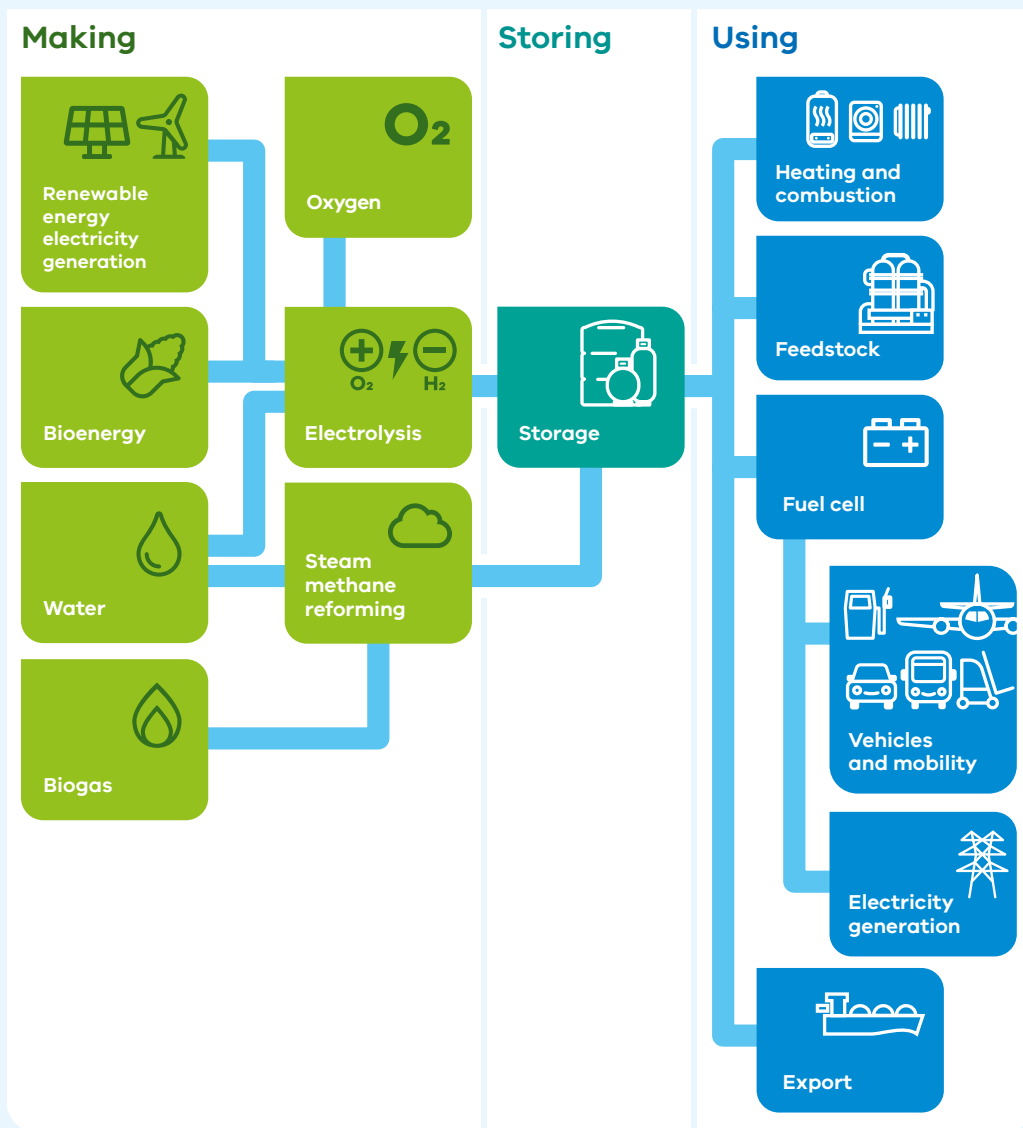 Making
Storing
Using
Renewable
energy
electricity
generation
O₂
Oxygen
Bioenergy
O₂
H₂
Electrolysis
Water
Steam
methane
reforming
Biogas
Storage
Heating and
combustion
Feedstock
Fuel cell
Vehicles
and mobility
Electricity
generation
Export